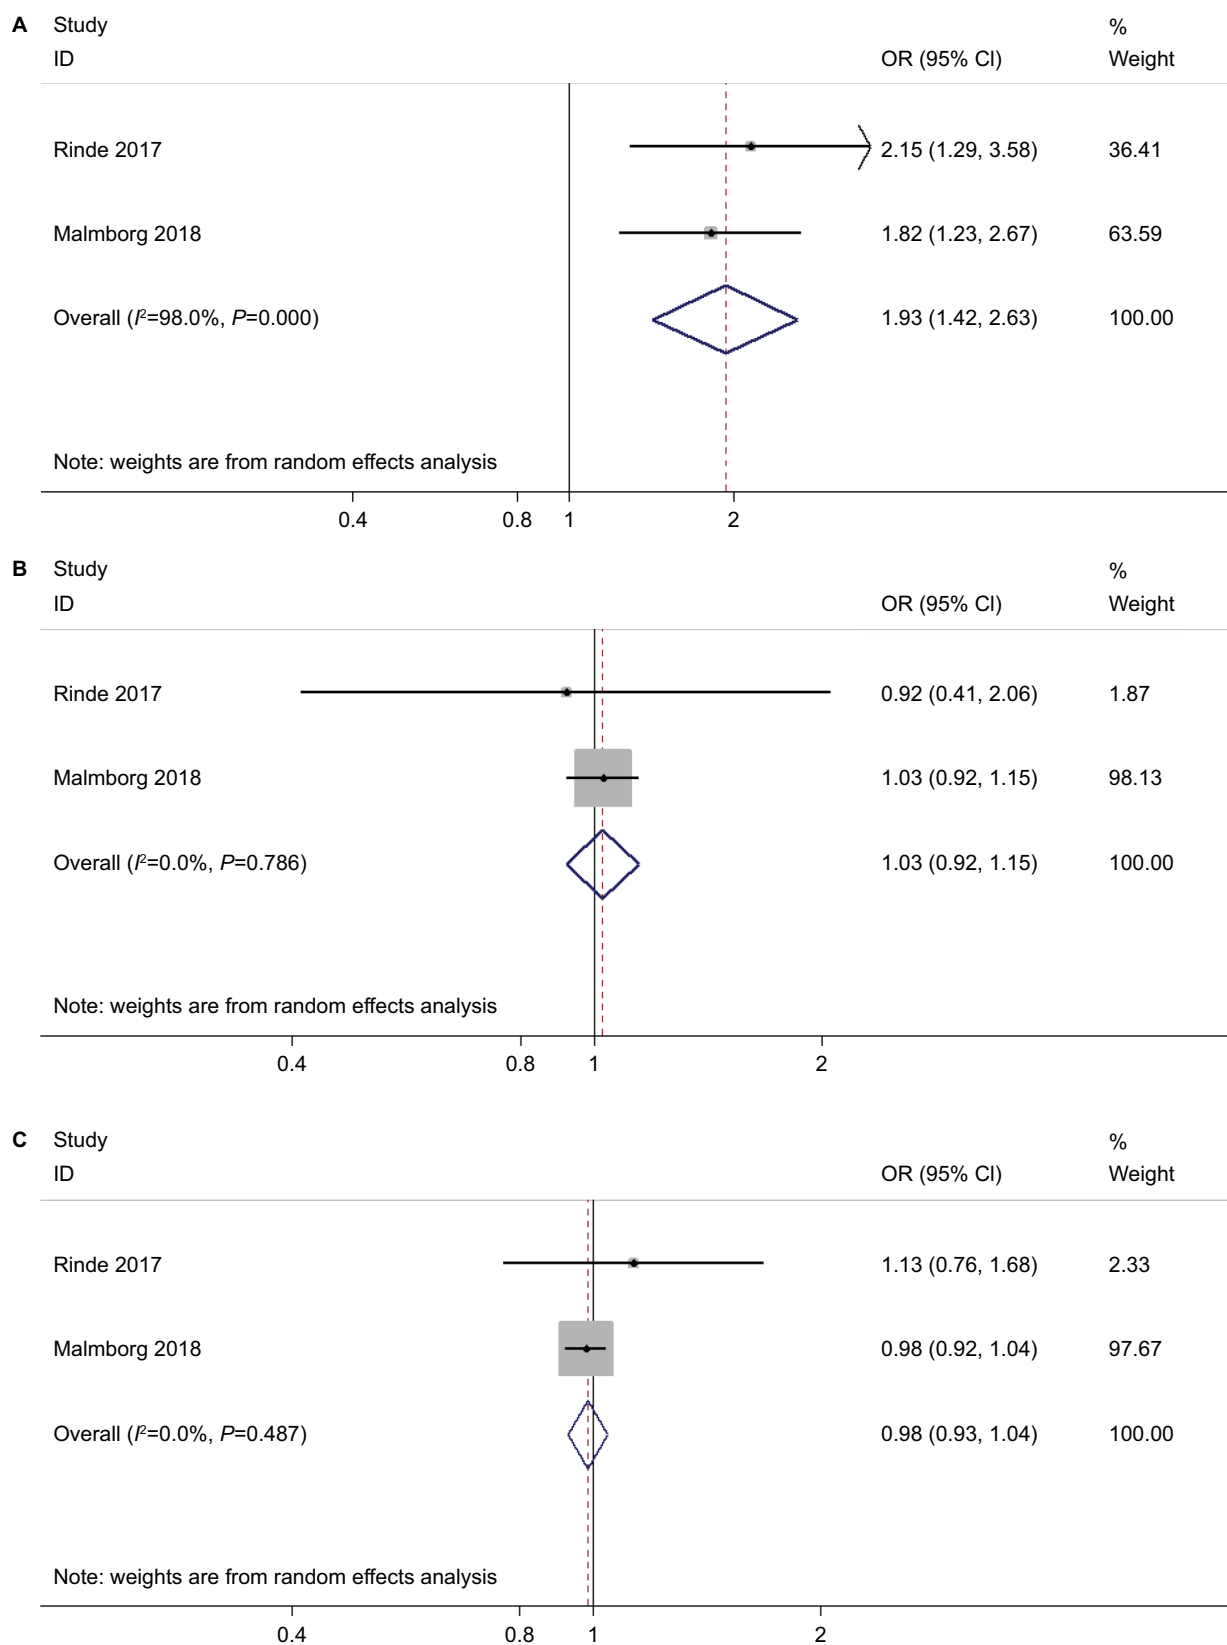 A Study %
ID OR (95% CI) Weight
Rinde 2017 2.15 (1.29, 3.58) 36.41
Malmborg 2018 1.82 (1.23, 2.67) 63.59
Overall (I²=98.0%, P=0.000) 1.93 (1.42, 2.63) 100.00
Note: weights are from random effects analysis
0.4 0.8 1 2
B Study %
ID OR (95% CI) Weight
Rinde 2017 0.92 (0.41, 2.06) 1.87
Malmborg 2018 1.03 (0.92, 1.15) 98.13
Overall (I²=0.0%, P=0.786) 1.03 (0.92, 1.15) 100.00
Note: weights are from random effects analysis
0.4 0.8 1 2
C Study %
ID OR (95% CI) Weight
Rinde 2017 1.13 (0.76, 1.68) 2.33
Malmborg 2018 0.98 (0.92, 1.04) 97.67
Overall (I²=0.0%, P=0.487) 0.98 (0.93, 1.04) 100.00
Note: weights are from random effects analysis
0.4 0.8 1 2